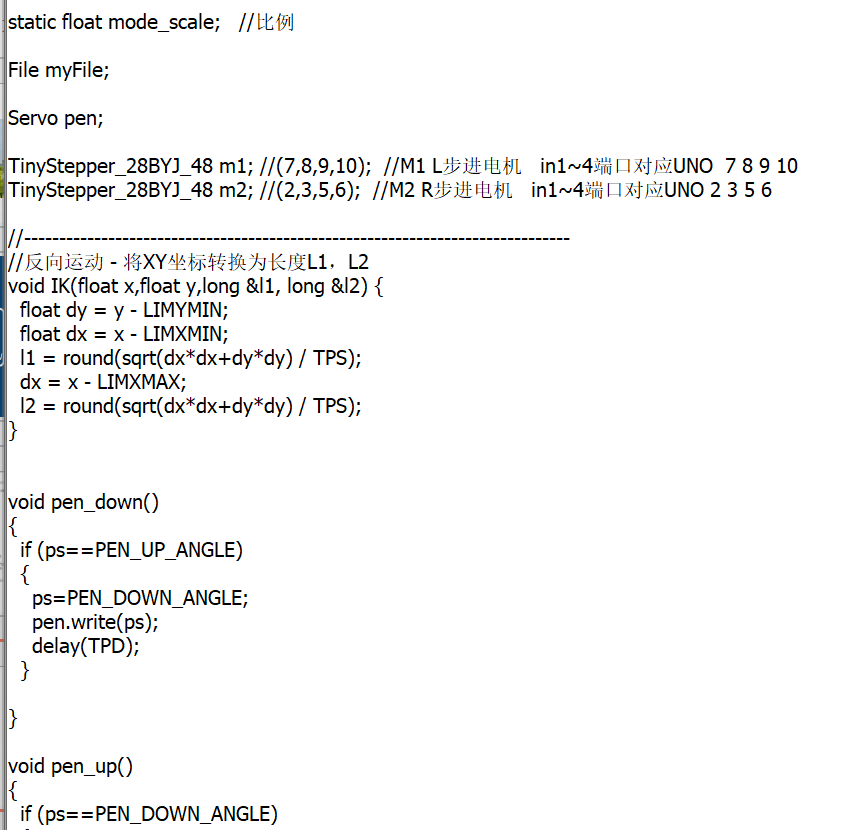 static float mode_scale;   //比例
File myFile;
Servo pen;
TinyStepper_28BYJ_48 m1; //(7,8,9,10);  //M1 L步进电机   in1~4端口对应UNO  7 8 9 10
TinyStepper_28BYJ_48 m2; //(2,3,5,6);  //M2 R步进电机   in1~4端口对应UNO 2 3 5 6
//------------------------------------------------------------------------------
//反向运动 - 将XY坐标转换为长度L1，L2
void IK(float x,float y,long &l1, long &l2) {
  float dy = y - LIMYMIN;
  float dx = x - LIMXMIN;
  l1 = round(sqrt(dx*dx+dy*dy) / TPS);
  dx = x - LIMXMAX;
  l2 = round(sqrt(dx*dx+dy*dy) / TPS);
}
void pen_down()
{
  if (ps==PEN_UP_ANGLE)
  {
    ps=PEN_DOWN_ANGLE;
    pen.write(ps);
    delay(TPD);
  }
}
void pen_up()
{
  if (ps==PEN_DOWN_ANGLE)